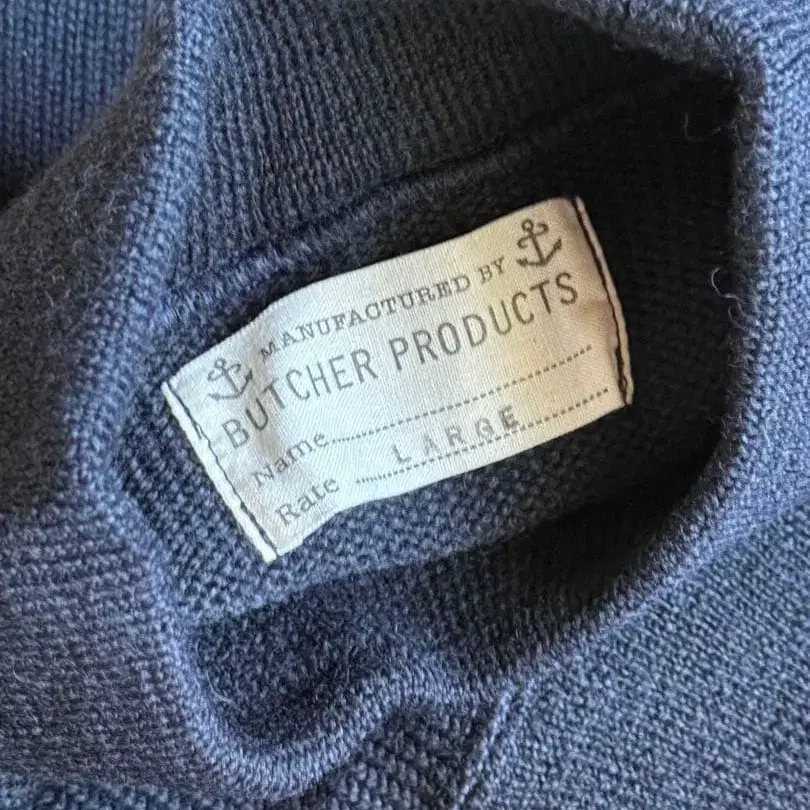 MANUFACTURED BY
BUTCHER PRODUCTS
Name
Rate LARGE